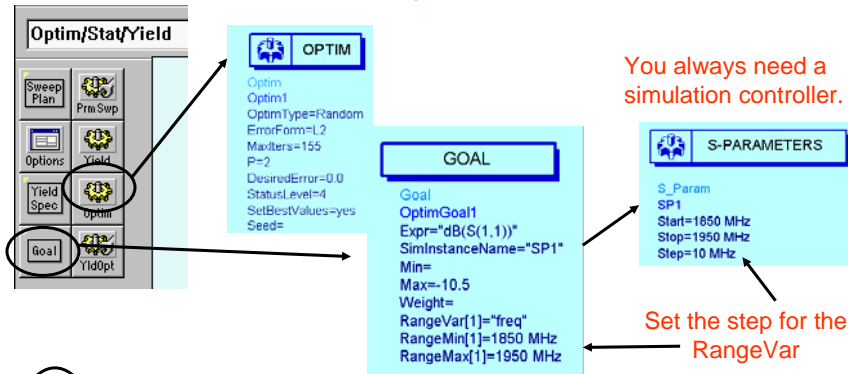 Optim/Stat/Yield
Sweep
Plan
Prm Swp
Options
Yield
Yield
Spec
Optim
Goal
YldOpt
OPTIM
Optim
Optim1
OptimType=Random
ErrorForm=L2
MaxIters=155
P=2
DesiredError=0.0
StatusLevel=4
SetBestValues=yes
Seed=
GOAL
Goal
OptimGoal1
Expr="dB(S(1,1))"
SimInstanceName="SP1"
Min=
Max=-10.5
Weight=
RangeVar[1]="freq"
RangeMin[1]=1850 MHz
RangeMax[1]=1950 MHz
You always need a
simulation controller.
S-PARAMETERS
S_Param
SP1
Start=1850 MHz
Stop=1950 MHz
Step=10 MHz
Set the step for the
RangeVar